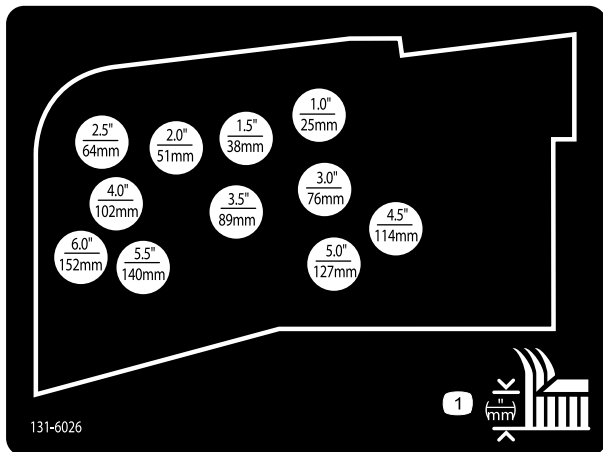 1.0"
25mm
2.5"
64mm
2.0"
51mm
1.5"
38mm
4.0"
102mm
3.5"
89mm
3.0"
76mm
4.5"
114mm
6.0"
152mm
5.5"
140mm
5.0"
127mm
1
(")
(mm)
131-6026